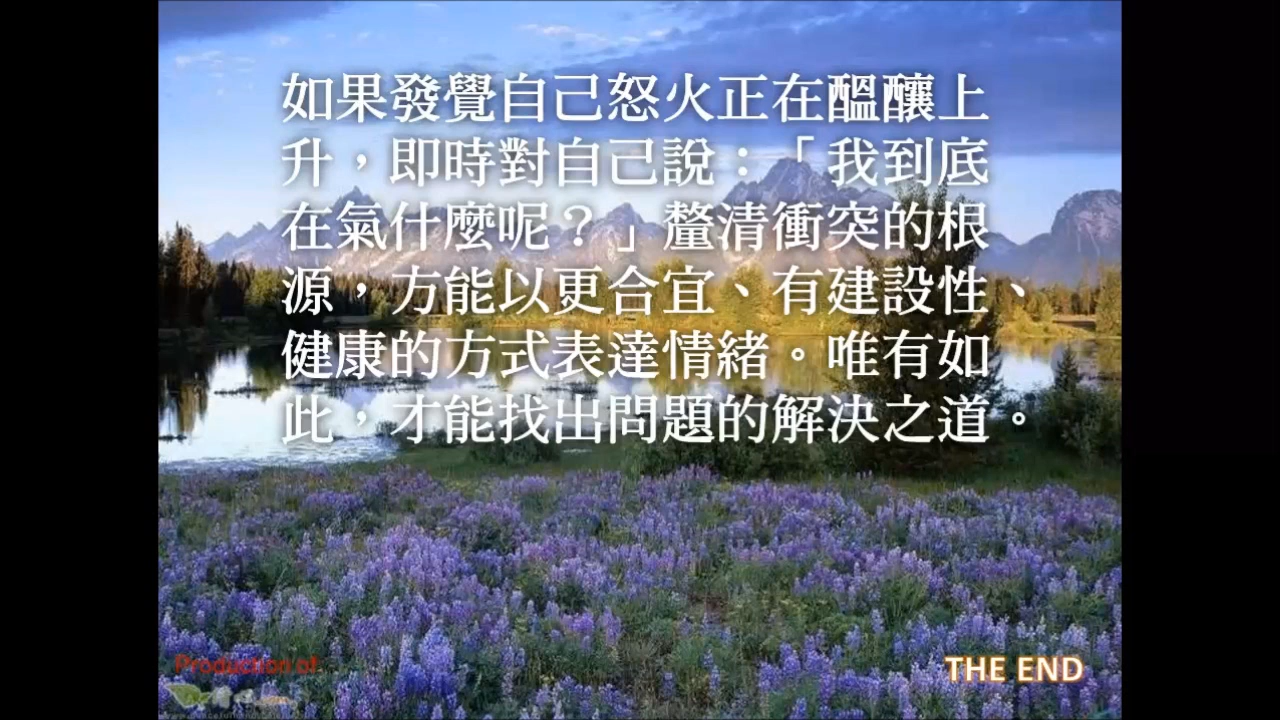 如果發覺自己怒火正在醞釀上
升，即時對自己說：「我到底
在氣什麼呢？」釐清衝突的根
源，方能以更合宜、有建設性、
健康的方式表達情緒。唯有如
此，才能找出問題的解決之道。
Production of
THE END